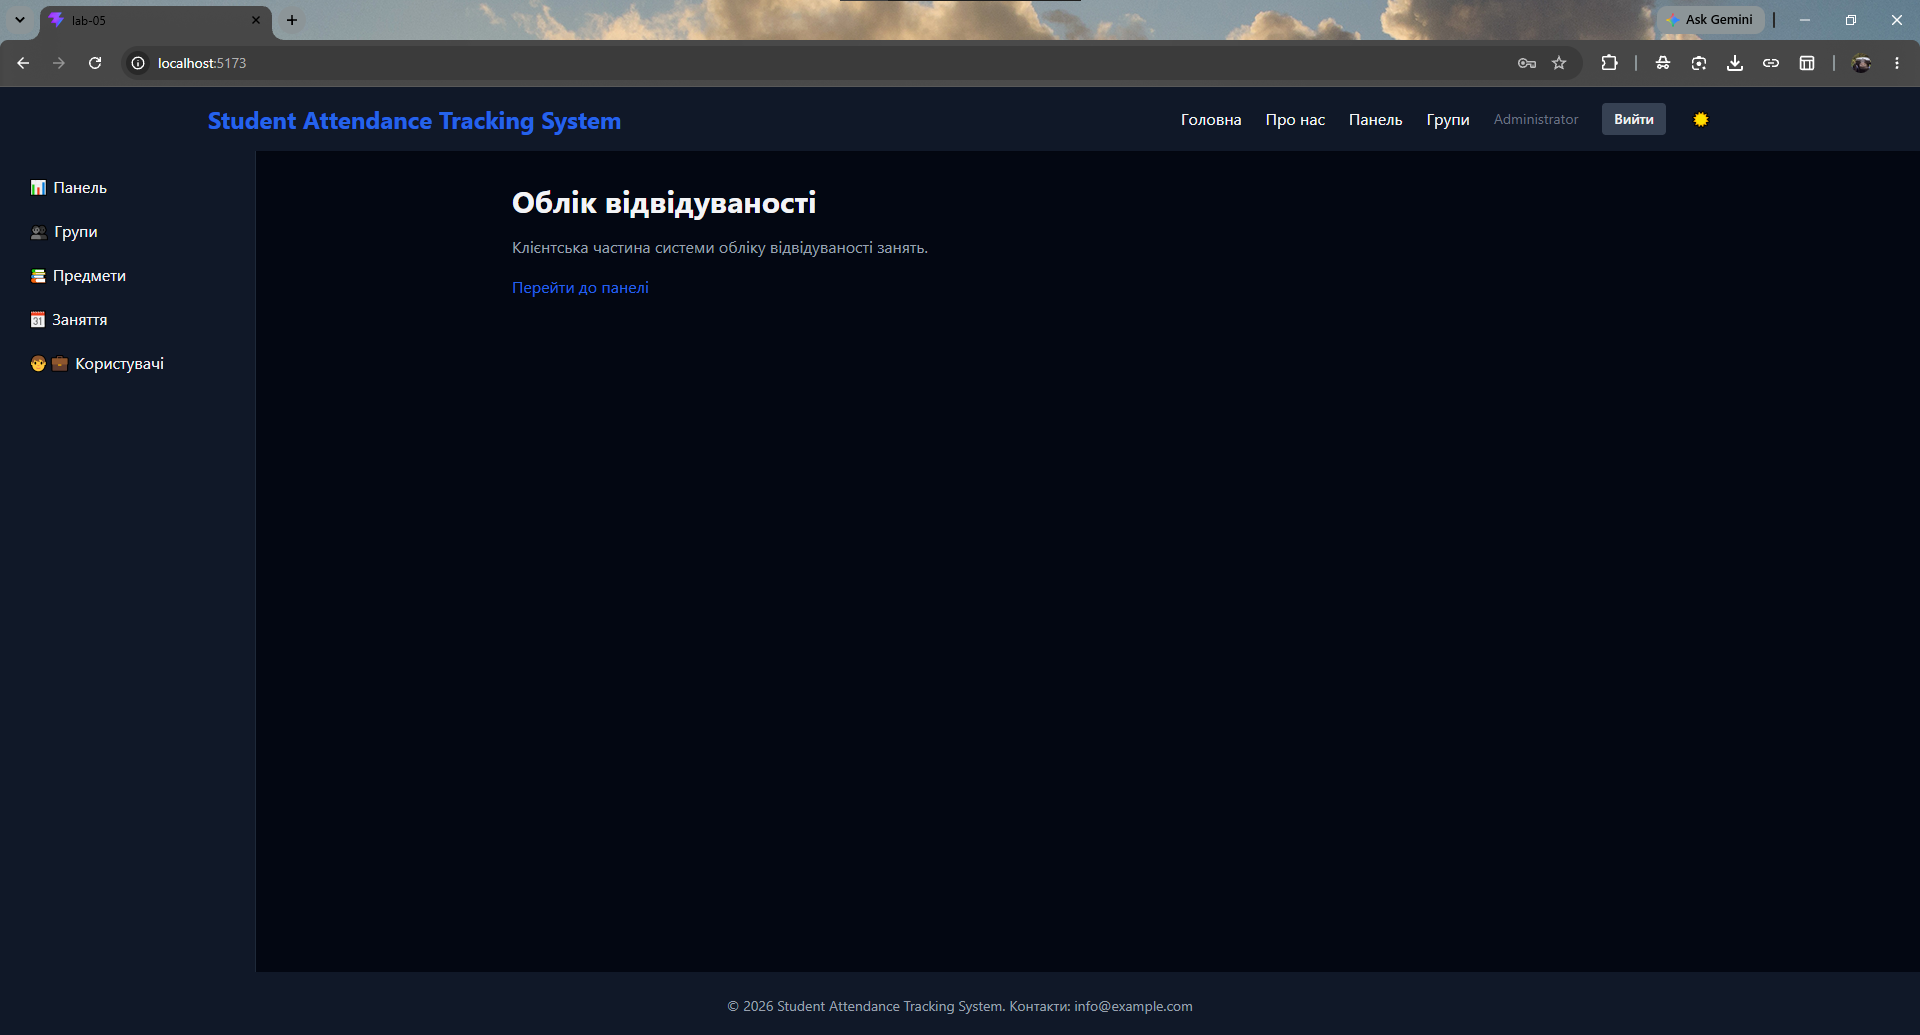 lab-05
Ask Gemini
localhost:5173
Student Attendance Tracking System
Головна
Про нас
Панель
Групи
Administrator
Вийти
Панель
Групи
Предмети
Заняття
Користувачі
Облік відвідуваності
Клієнтська частина системи обліку відвідуваності занять.
Перейти до панелі
© 2026 Student Attendance Tracking System. Контакти: info@example.com